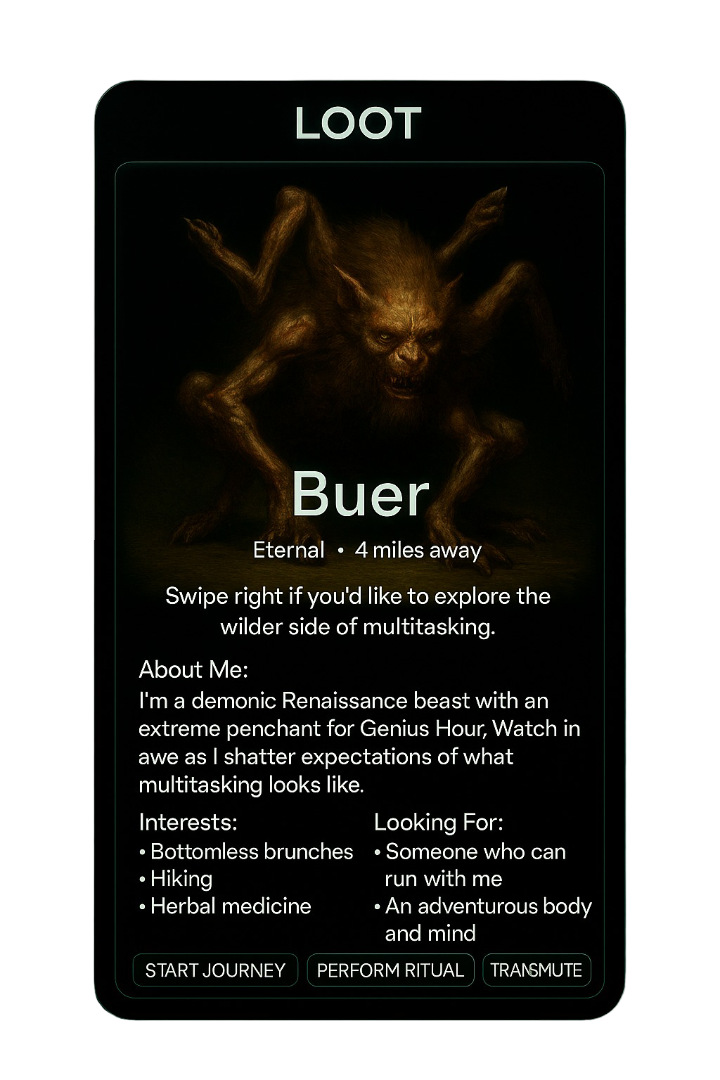 LOOT
Buer
Eternal • 4 miles away
Swipe right if you'd like to explore the
wilder side of multitasking.
About Me:
I'm a demonic Renaissance beast with an
extreme penchant for Genius Hour, Watch in
awe as I shatter expectations of what
multitasking looks like.
Interests:
• Bottomless brunches
• Hiking
• Herbal medicine
Looking For:
• Someone who can
run with me
• An adventurous body
and mind
START JOURNEY
PERFORM RITUAL
TRANSMUTE